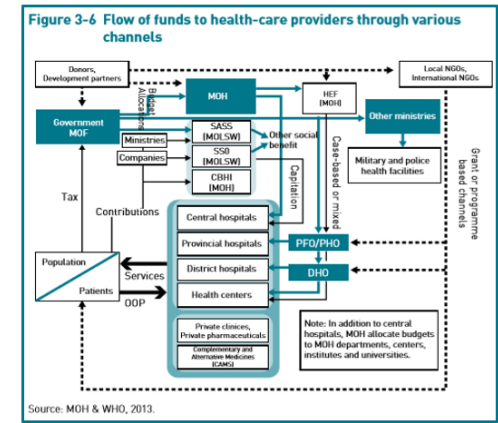 Figure 3-6 Flow of funds to health-care providers through various
channels
Donors,
Development partners
Local NGOs,
International NGOs
Budget
Allocations
MOH
HEF
(MOH)
Government
MOF
Other ministries
SASS
(MOLSW)
Ministries
Other social
benefit
SSO
(MOLSW)
Companies
CBHI
(MOH)
Military and police
health facilities
Capitation
Case-based or mixed
Grant or programme
based channels
Tax
Contributions
Central hospitals
Provincial hospitals
PFO/PHO
District hospitals
DHO
Health centers
Population
Patients
Services
OOP
Private clinics,
Private pharmaceuticals
Complementary and
Alternative Medicines
(CAMS)
Note: In addition to central
hospitals, MOH allocate budgets
to MOH departments, centers,
institutes and universities.
Source: MOH & WHO, 2013.